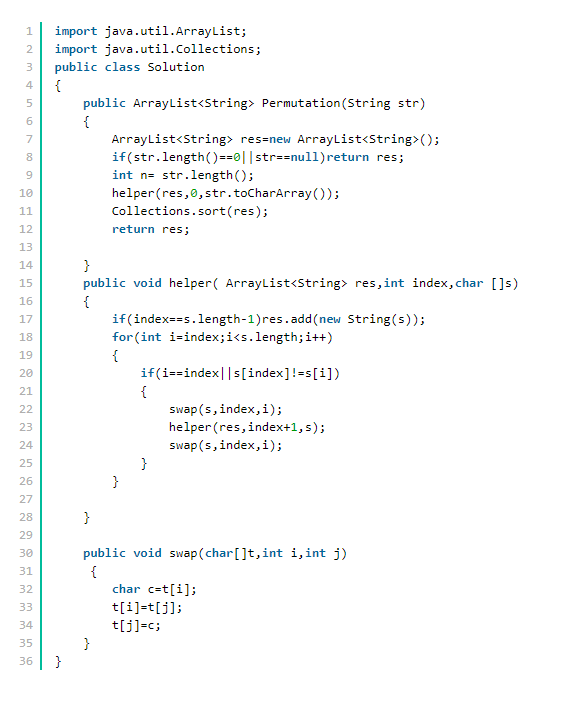 1 import java.util.ArrayList;
2 import java.util.Collections;
3 public class Solution
4 {
5     public ArrayList<String> Permutation(String str)
6     {
7         ArrayList<String> res=new ArrayList<String>();
8         if(str.length()==0||str==null)return res;
9         int n= str.length();
10         helper(res,0,str.toCharArray());
11         Collections.sort(res);
12         return res;
13
14     }
15     public void helper( ArrayList<String> res,int index,char []s)
16     {
17         if(index==s.length-1)res.add(new String(s));
18         for(int i=index;i<s.length;i++)
19         {
20             if(i==index||s[index]!=s[i])
21             {
22                 swap(s,index,i);
23                 helper(res,index+1,s);
24                 swap(s,index,i);
25             }
26         }
27
28     }
29
30     public void swap(char[]t,int i,int j)
31      {
32         char c=t[i];
33         t[i]=t[j];
34         t[j]=c;
35     }
36 }